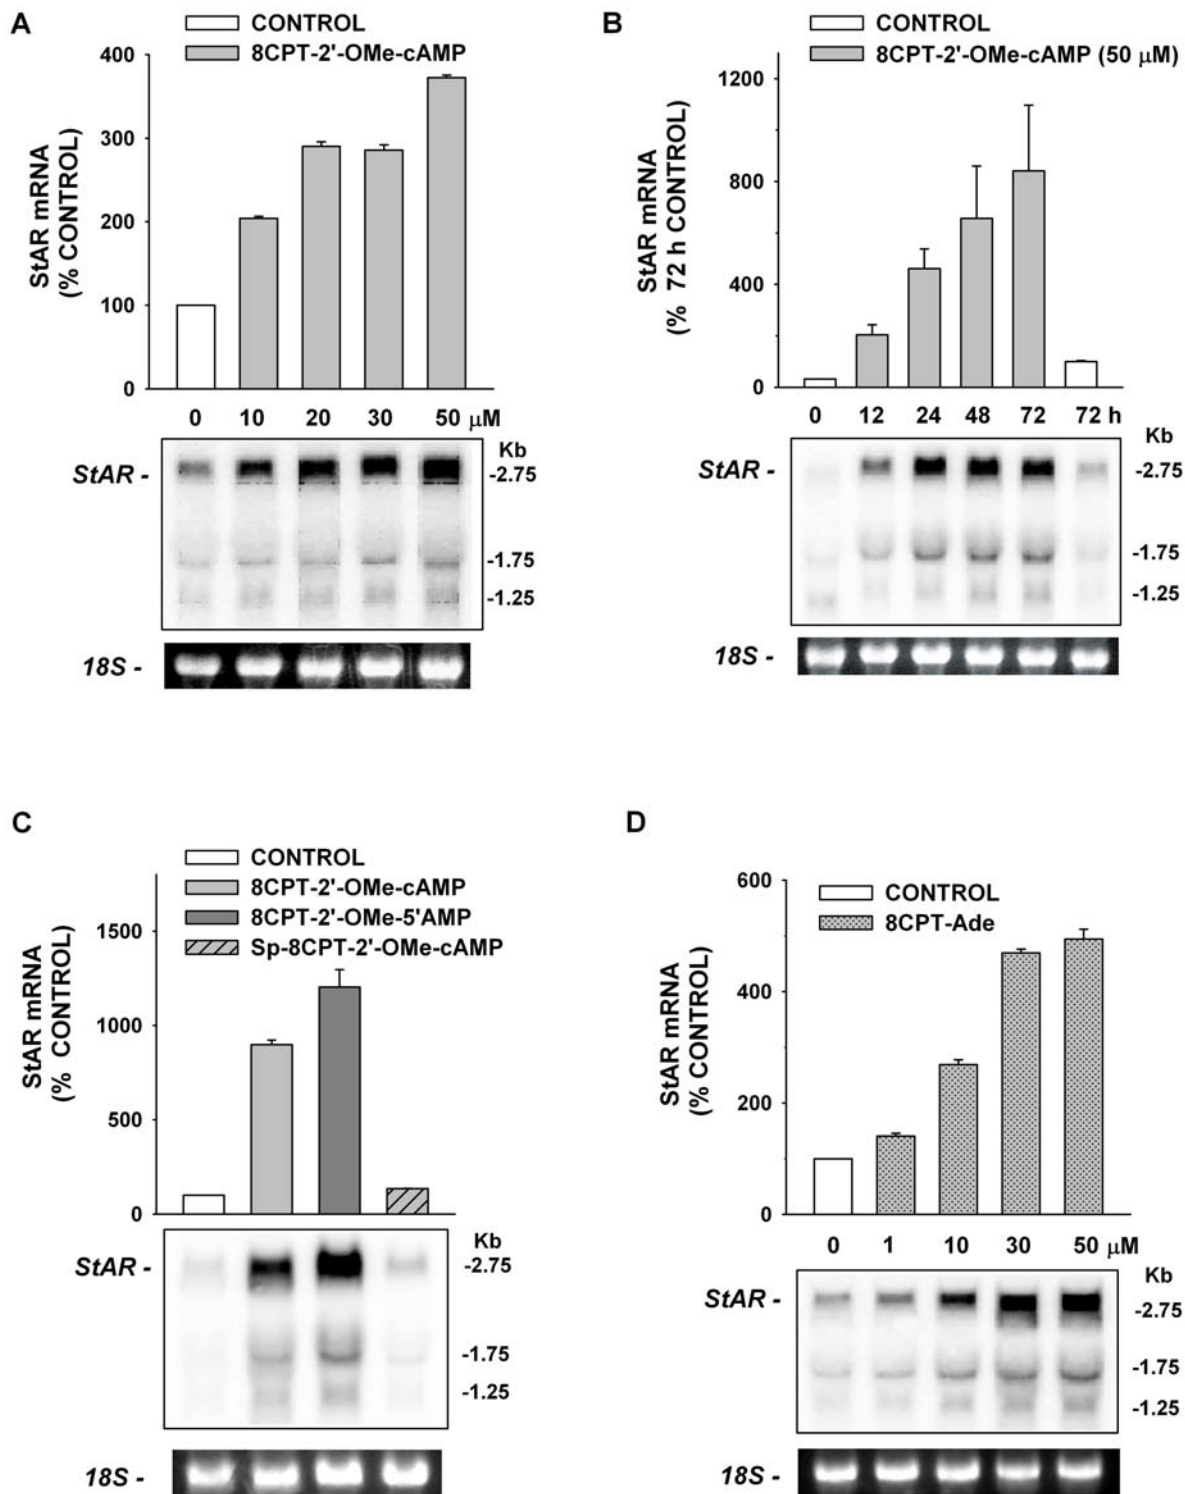 A
CONTROL
8CPT-2'-OMe-cAMP
400
300
200
100
0
StAR mRNA
(% CONTROL)
0 10 20 30 50 μM
Kb
StAR -
-2.75
-1.75
-1.25
18S -
B
CONTROL
8CPT-2'-OMe-cAMP (50 μM)
1200
800
400
0
StAR mRNA
(% 72 h CONTROL)
0 12 24 48 72 72 h
Kb
StAR -
-2.75
-1.75
-1.25
18S -
C
CONTROL
8CPT-2'-OMe-cAMP
8CPT-2'-OMe-5'AMP
Sp-8CPT-2'-OMe-cAMP
1500
1000
500
0
StAR mRNA
(% CONTROL)
Kb
StAR -
-2.75
-1.75
-1.25
18S -
D
CONTROL
8CPT-Ade
600
400
200
0
StAR mRNA
(% CONTROL)
0 1 10 30 50 μM
Kb
StAR -
-2.75
-1.75
-1.25
18S -